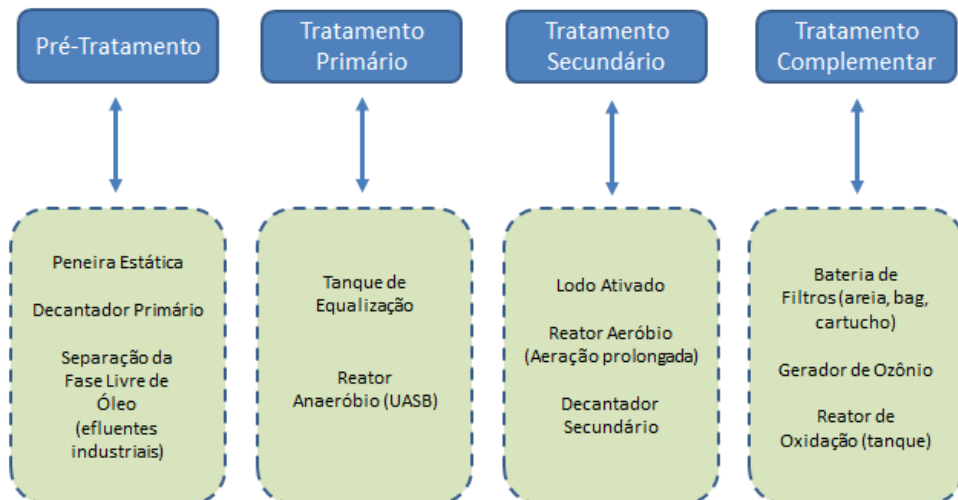 Pré-Tratamento
Tratamento
Primário
Tratamento
Secundário
Tratamento
Complementar
Peneira Estática
Decantador Primário
Separação da
Fase Livre de
Óleo
(efluentes
industriais)
Tanque de
Equalização
Reator
Anaeróbio (UASB)
Lodo Ativado
Reator Aeróbio
(Aeração prolongada)
Decantador
Secundário
Bateria de
Filtros (areia, bag,
cartucho)
Gerador de Ozônio
Reator de
Oxidação (tanque)